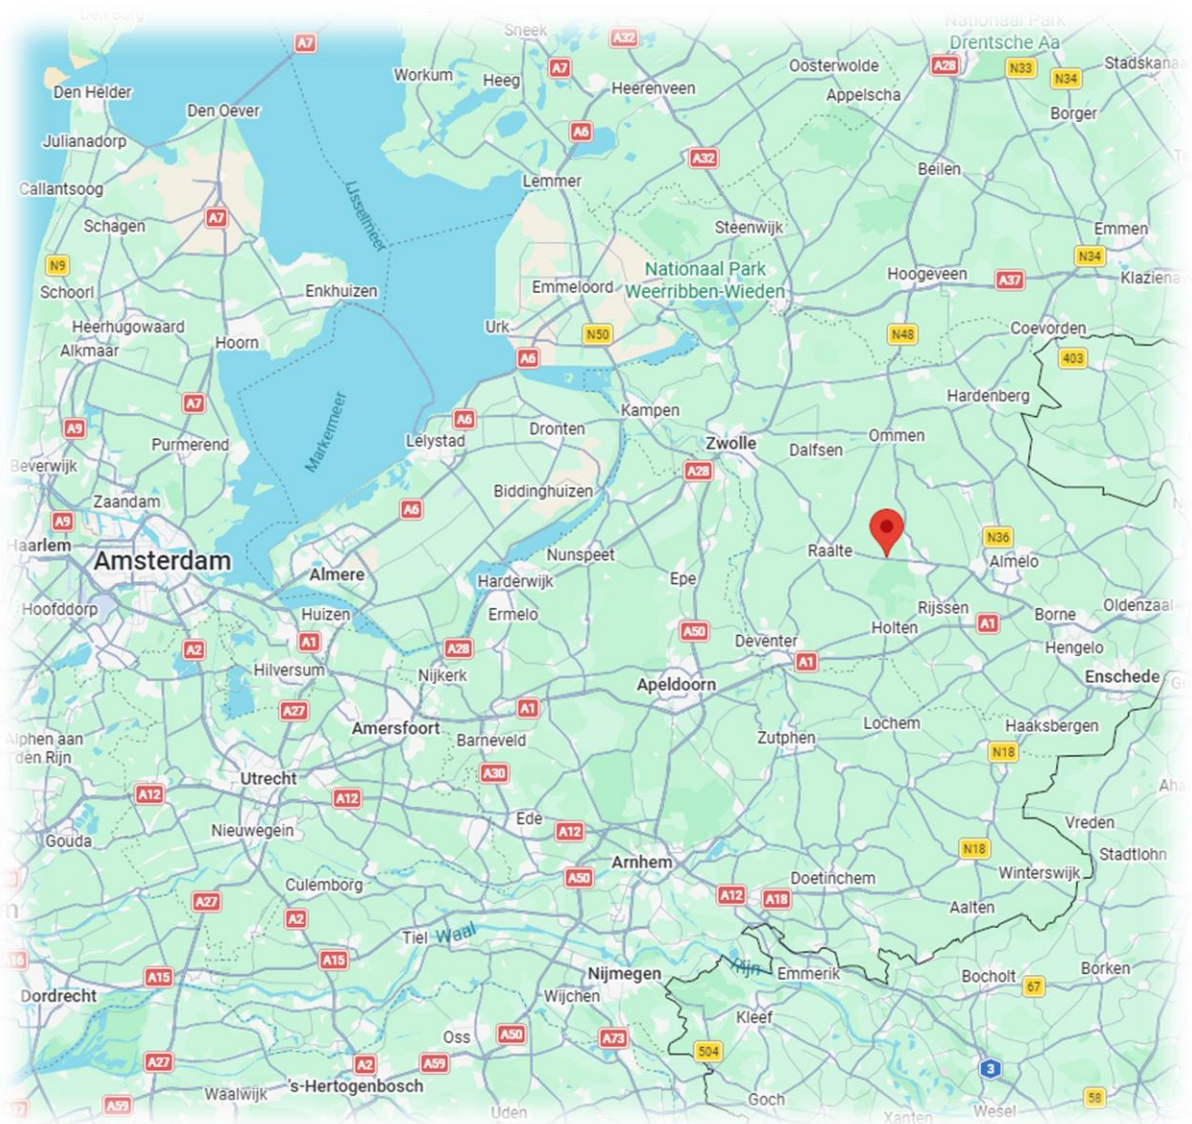 Den Burg
Sneek
A7
A32
Nationaal Park
Drentsche Aa
Workum
Heeg
A7
Heerenveen
Oosterwolde
A28
N33
N34
Stadskana
Den Helder
Den Oever
Appelscha
Borger
Julianadorp
A6
A32
Beilen
Callantsoog
Lemmer
Schagen
A7
IJsselmeer
Steenwijk
Emmen
N9
N34
Schoorl
Enkhuizen
Emmeloord
Nationaal Park
Weerribben-Wieden
Hoogeveen
A37
Klaziena
Heerhugowaard
Urk
N50
N48
Coevorden
Alkmaar
Hoorn
A6
403
A7
Markermeer
A6
Kampen
Hardenberg
A9
Purmerend
Lelystad
Dronten
Zwolle
Dalfsen
Ommen
Beverwijk
A28
Zaandam
A6
Biddinghuizen
A9
Haarlem
Amsterdam
Almere
Nunspeet
Raalte
N36
Almelo
Hoofddorp
Huizen
Harderwijk
Epe
Ermelo
Rijssen
Borne
Oldenzaal
A2
A1
A28
A50
Deventer
Holten
A1
Hengelo
Hilversum
Nijkerk
Apeldoorn
A1
Enschede
A27
Amersfoort
A1
Barneveld
Lochem
Haaksbergen
Alphen aan
den Rijn
Zutphen
N18
Utrecht
A30
A12
A12
Nieuwegein
Ede
A12
Vreden
Gouda
Arnhem
N18
Stadtlohn
A50
Culemborg
A12
A18
Doetinchem
Winterswijk
A27
A2
Aalten
Tiel
Waal
A16
A15
A15
Nijmegen
Rijn
Emmerik
Bocholt
67
Borken
Dordrecht
Wijchen
Kleef
Oss
A50
A73
504
A27
A2
A59
3
Waalwijk
's-Hertogenbosch
A59
Uden
Goch
Xanten
Wesel
58